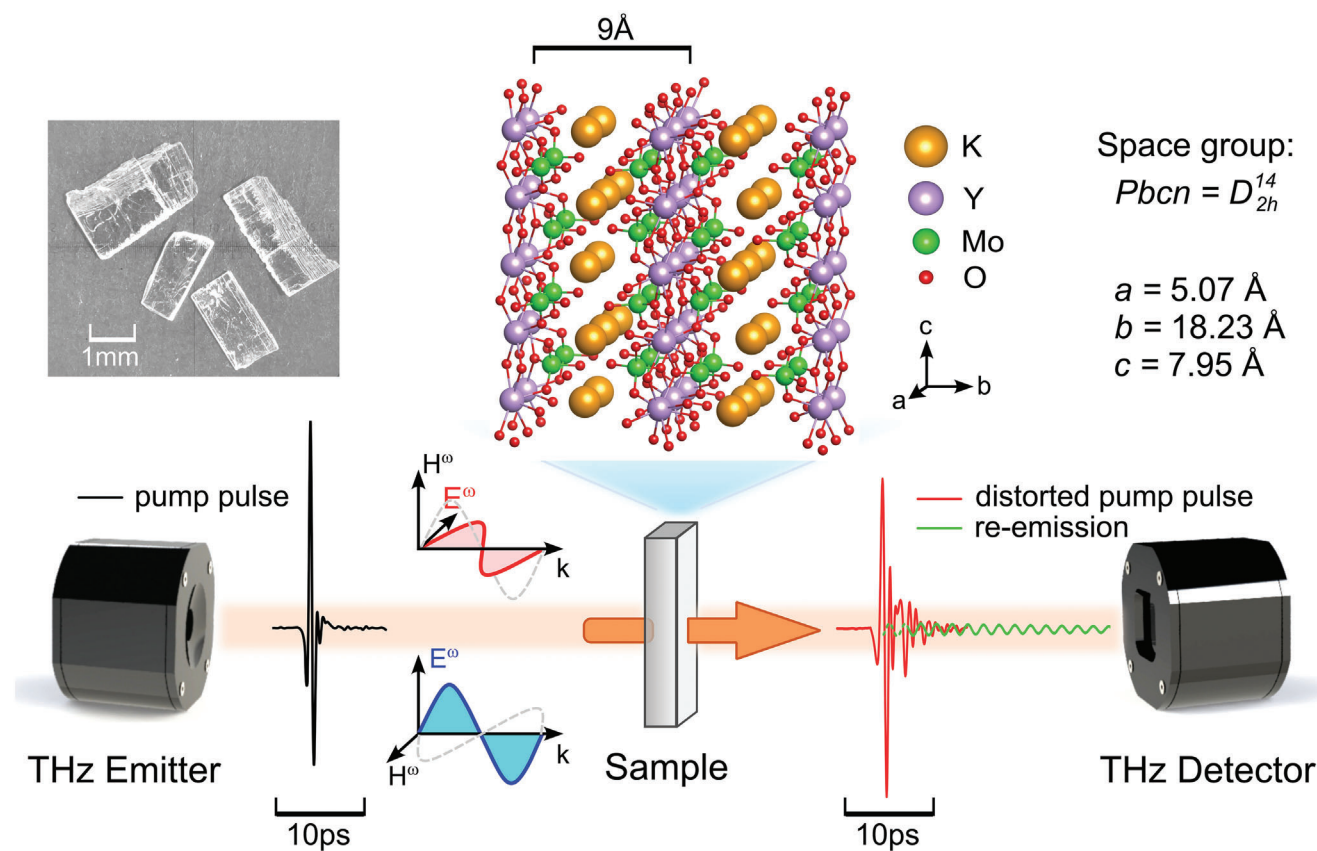 9Å
1mm
K
Y
Mo
O
Space group:
Pbcn = D₂ₕ¹⁴
a = 5.07 Å
b = 18.23 Å
c = 7.95 Å
c
a
b
pump pulse
Hω
Eω
k
distorted pump pulse
re-emission
Eω
k
Hω
THz Emitter
Sample
THz Detector
10ps
10ps